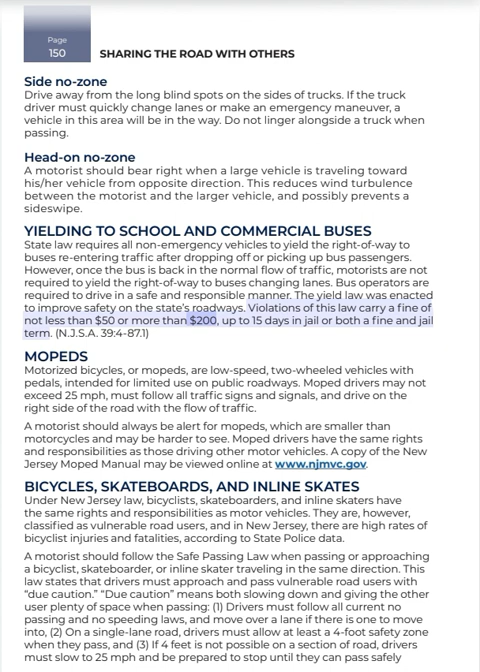 Page
150
SHARING THE ROAD WITH OTHERS
Side no-zone
Drive away from the long blind spots on the sides of trucks. If the truck
driver must quickly change lanes or make an emergency maneuver, a
vehicle in this area will be in the way. Do not linger alongside a truck when
passing.
Head-on no-zone
A motorist should bear right when a large vehicle is traveling toward
his/her vehicle from opposite direction. This reduces wind turbulence
between the motorist and the larger vehicle, and possibly prevents a
sideswipe.
YIELDING TO SCHOOL AND COMMERCIAL BUSES
State law requires all non-emergency vehicles to yield the right-of-way to
buses re-entering traffic after dropping off or picking up bus passengers.
However, once the bus is back in the normal flow of traffic, motorists are not
required to yield the right-of-way to buses changing lanes. Bus operators are
required to drive in a safe and responsible manner. The yield law was enacted
to improve safety on the state's roadways. Violations of this law carry a fine of
not less than $50 or more than $200, up to 15 days in jail or both a fine and jail
term. (N.J.S.A. 39:4-87.1)
MOPEDS
Motorized bicycles, or mopeds, are low-speed, two-wheeled vehicles with
pedals, intended for limited use on public roadways. Moped drivers may not
exceed 25 mph, must follow all traffic signs and signals, and drive on the
right side of the road with the flow of traffic.
A motorist should always be alert for mopeds, which are smaller than
motorcycles and may be harder to see. Moped drivers have the same rights
and responsibilities as those driving other motor vehicles. A copy of the New
Jersey Moped Manual may be viewed online at www.njmvc.gov.
BICYCLES, SKATEBOARDS, AND INLINE SKATES
Under New Jersey law, bicyclists, skateboarders, and inline skaters have
the same rights and responsibilities as motor vehicles. They are, however,
classified as vulnerable road users, and in New Jersey, there are high rates of
bicyclist injuries and fatalities, according to State Police data.
A motorist should follow the Safe Passing Law when passing or approaching
a bicyclist, skateboarder, or inline skater traveling in the same direction. This
law states that drivers must approach and pass vulnerable road users with
"due caution." "Due caution" means both slowing down and giving the other
user plenty of space when passing: (1) Drivers must follow all current no
passing and no speeding laws, and move over a lane if there is one to move
into, (2) On a single-lane road, drivers must allow at least a 4-foot safety zone
when they pass, and (3) If 4 feet is not possible on a section of road, drivers
must slow to 25 mph and be prepared to stop until they can pass safely